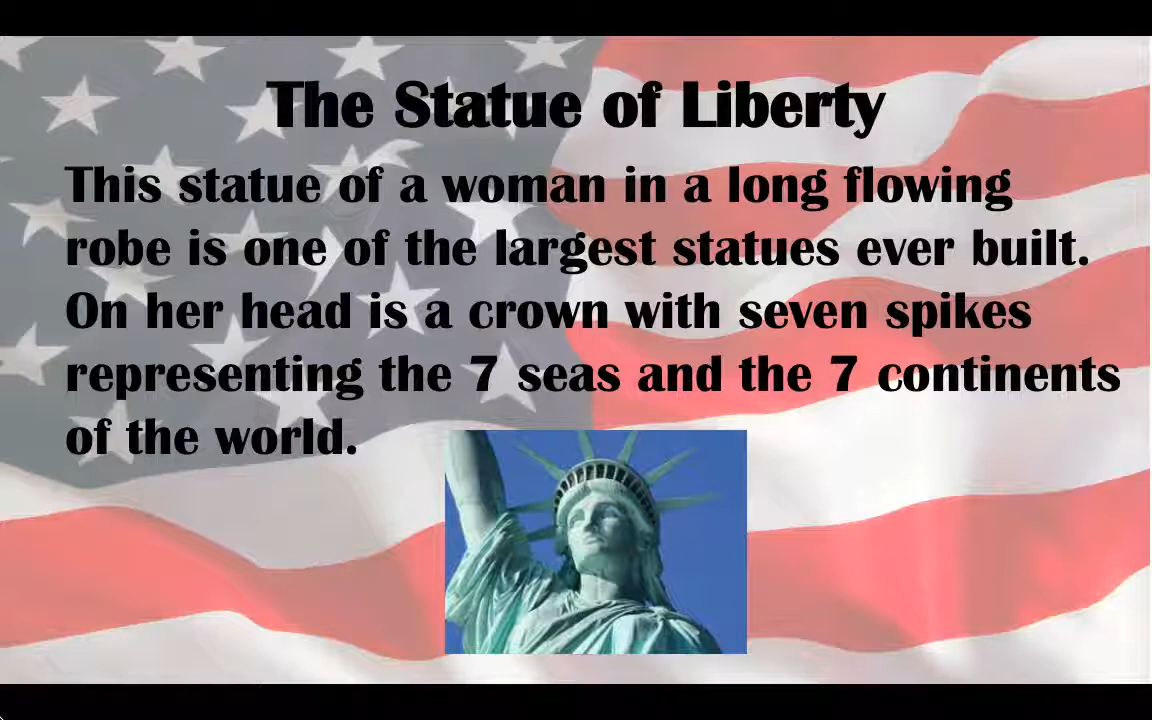 The Statue of Liberty
This statue of a woman in a long flowing
robe is one of the largest statues ever built.
On her head is a crown with seven spikes
representing the 7 seas and the 7 continents
of the world.